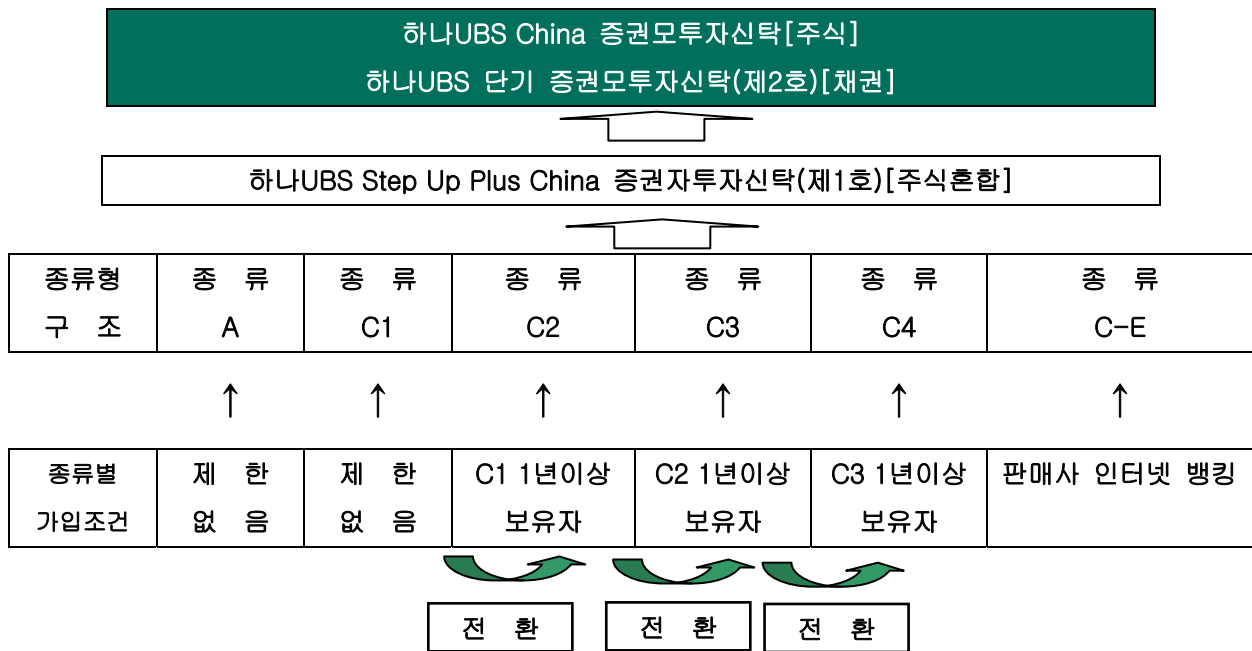 하나UBS China 증권모투자신탁[주식]
하나UBS 단기 증권모투자신탁(제2호)[채권]
하나UBS Step Up Plus China 증권자투자신탁(제1호)[주식혼합]
종류형 종 류 종 류 종 류 종 류 종 류 종 류
구 조 A C1 C2 C3 C4 C-E
↑ ↑ ↑ ↑ ↑ ↑
종류별 제 한 제 한 C1 1년이상 C2 1년이상 C3 1년이상 판매사 인터넷 뱅킹
가입조건 없 음 없 음 보유자 보유자 보유자
전 환 전 환 전 환